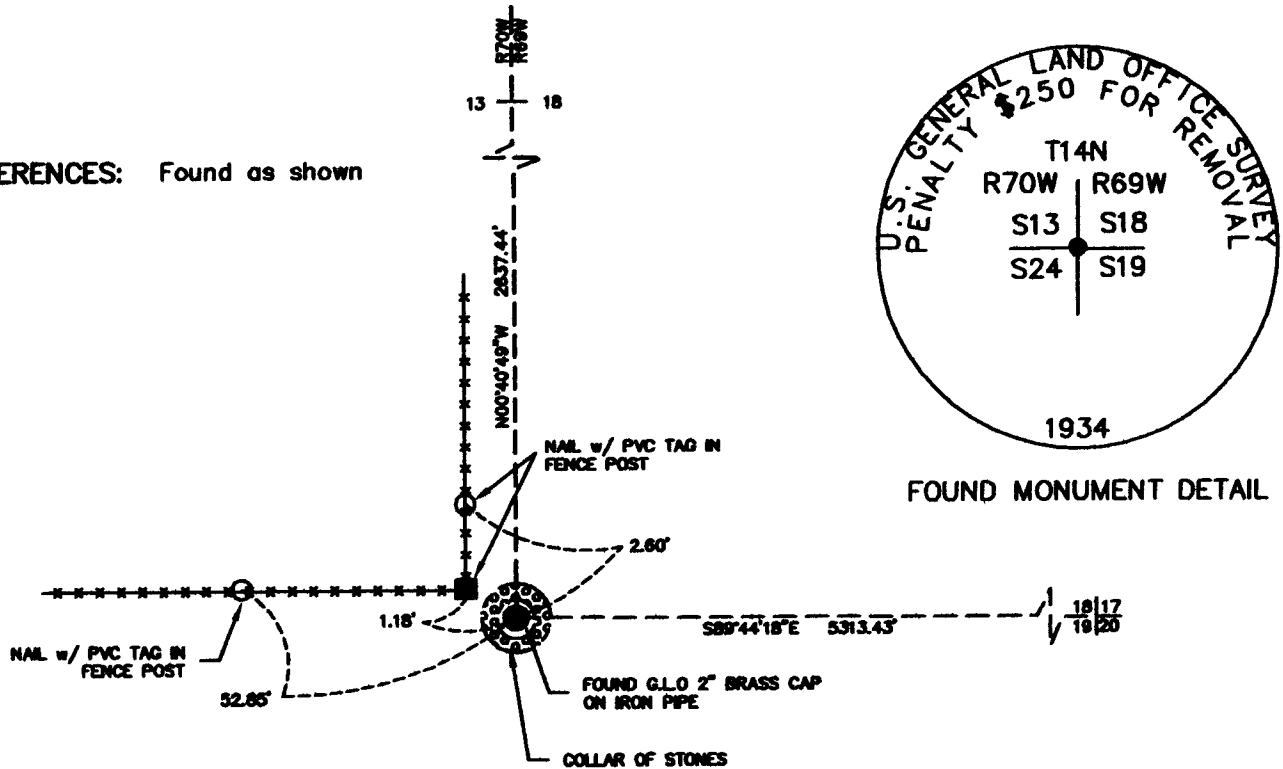 R70W
R69W
13 18
ERENCES: Found as shown
N00°40'49"W 2637.44'
NAIL w/ PVC TAG IN
FENCE POST
2.60'
1.18'
NAIL w/ PVC TAG IN
FENCE POST
52.85'
S89°44'18"E 5313.43'
18 17
19 20
FOUND G.L.O 2" BRASS CAP
ON IRON PIPE
COLLAR OF STONES
U.S. GENERAL LAND OFFICE SURVEY
PENALTY $250 FOR REMOVAL
T14N
R70W R69W
S13 S18
S24 S19
1934
FOUND MONUMENT DETAIL